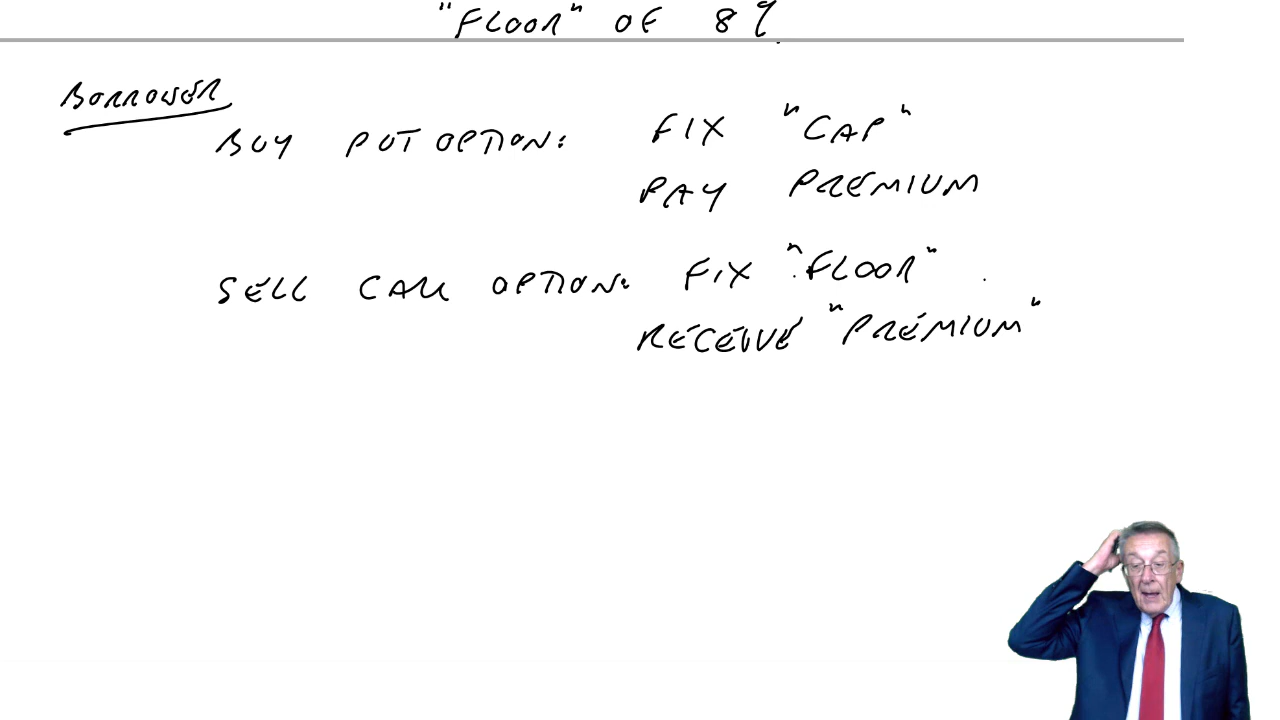 "FLOOR" OF 8%
BORROWER
BUY PUT OPTION: FIX "CAP"
PAY PREMIUM
SELL CALL OPTION: FIX "FLOOR"
RECEIVE "PREMIUM"